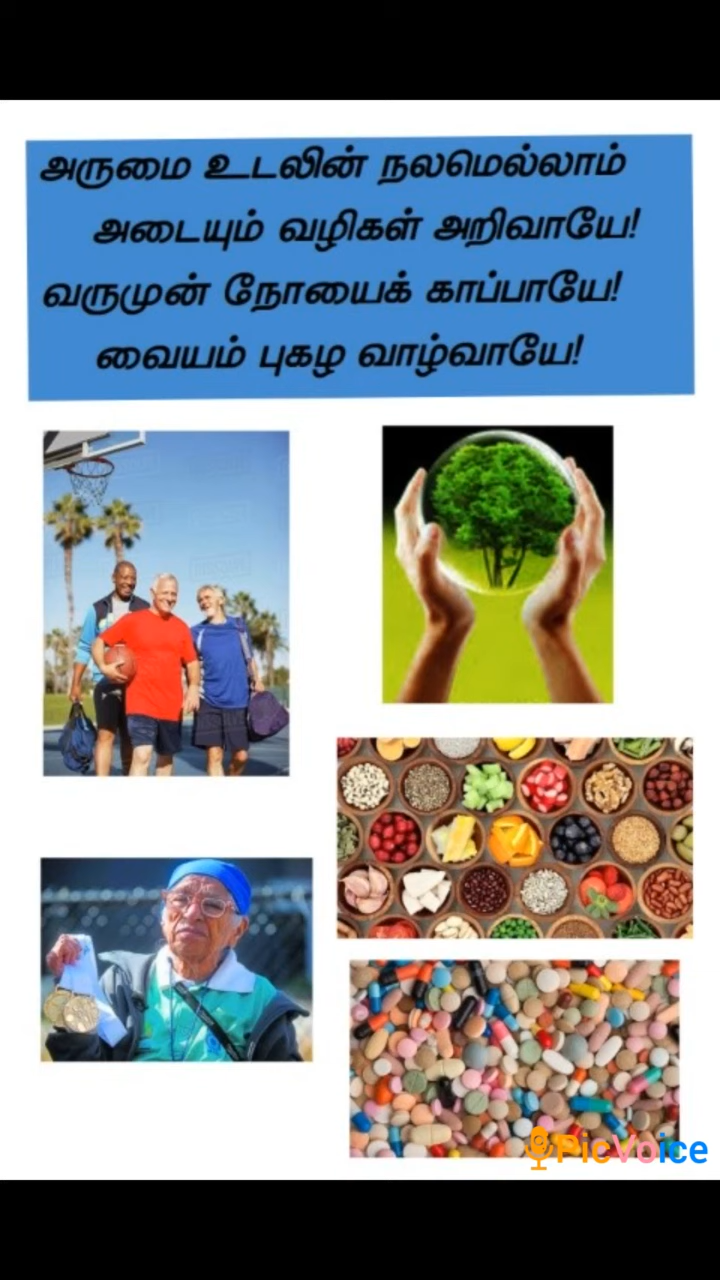 அருமை உடலின் நலமெல்லாம்
அடையும் வழிகள் அறிவாயே!
வருமுன் நோயைக் காப்பாயே!
வையம் புகழ வாழ்வாயே!
PicVoice